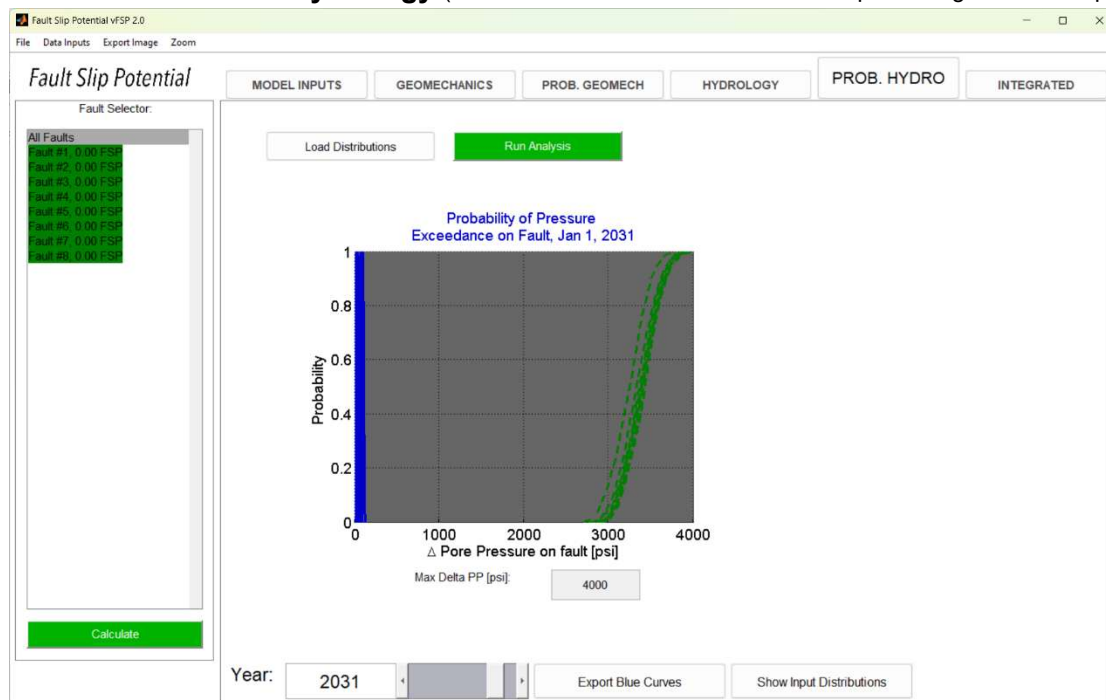 Fault Slip Potential vFSP 2.0
File Data Inputs Export Image Zoom
Fault Slip Potential
MODEL INPUTS GEOMECHANICS PROB. GEOMECH HYDROLOGY PROB. HYDRO INTEGRATED
Fault Selector:
All Faults
Fault #1, 0.00 FSP
Fault #2, 0.00 FSP
Fault #3, 0.00 FSP
Fault #4, 0.00 FSP
Fault #5, 0.00 FSP
Fault #6, 0.00 FSP
Fault #7, 0.00 FSP
Fault #8, 0.00 FSP
Calculate
Load Distributions Run Analysis
Probability of Pressure
Exceedance on Fault, Jan 1, 2031
Probability
1
0.8
0.6
0.4
0.2
0
0 1000 2000 3000 4000
Δ Pore Pressure on fault [psi]
Max Delta PP [psi]: 4000
Year: 2031 Export Blue Curves Show Input Distributions